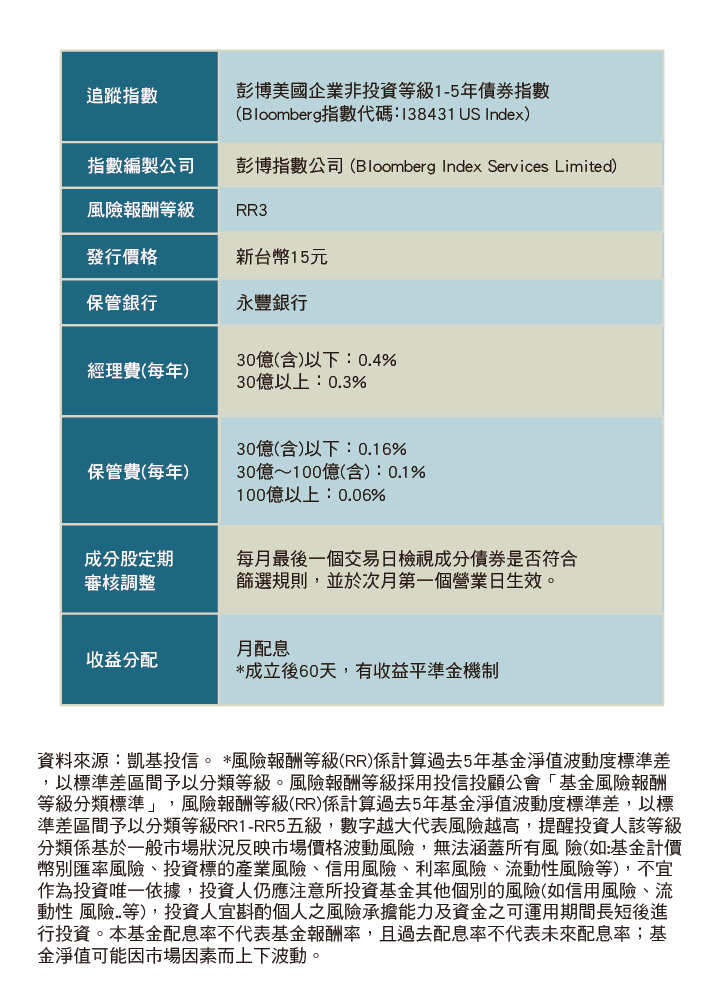 追蹤指數
彭博美國企業非投資等級1-5年債券指數
(Bloomberg指數代碼:I38431 US Index)
指數編製公司
彭博指數公司 (Bloomberg Index Services Limited)
風險報酬等級
RR3
發行價格
新台幣15元
保管銀行
永豐銀行
經理費(每年)
30億(含)以下：0.4%
30億以上：0.3%
保管費(每年)
30億(含)以下：0.16%
30億～100億(含)：0.1%
100億以上：0.06%
成分股定期
審核調整
每月最後一個交易日檢視成分債券是否符合
篩選規則，並於次月第一個營業日生效。
收益分配
月配息
*成立後60天，有收益平準金機制
資料來源：凱基投信。 *風險報酬等級(RR)係計算過去5年基金淨值波動度標準差
，以標準差區間予以分類等級。風險報酬等級採用投信投顧公會「基金風險報酬
等級分類標準」，風險報酬等級(RR)係計算過去5年基金淨值波動度標準差，以標
準差區間予以分類等級RR1-RR5五級，數字越大代表風險越高，提醒投資人該等級
分類係基於一般市場狀況反映市場價格波動風險，無法涵蓋所有風 險(如:基金計價
幣別匯率風險、投資標的產業風險、信用風險、利率風險、流動性風險等)，不宜
作為投資唯一依據，投資人仍應注意所投資基金其他個別的風險(如信用風險、流
動性 風險..等)，投資人宜斟酌個人之風險承擔能力及資金之可運用期間長短後進
行投資。本基金配息率不代表基金報酬率，且過去配息率不代表未來配息率；基
金淨值可能因市場因素而上下波動。